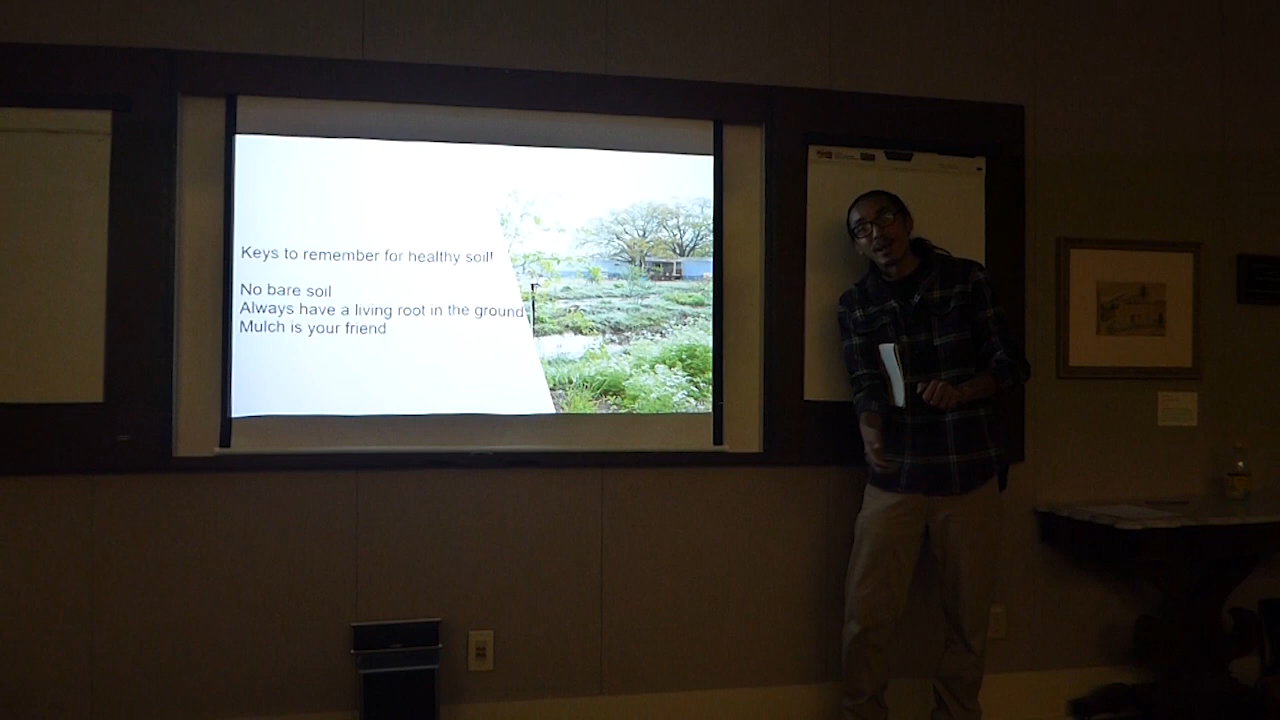 Keys to remember for healthy soil!
No bare soil
Always have a living root in the ground
Mulch is your friend